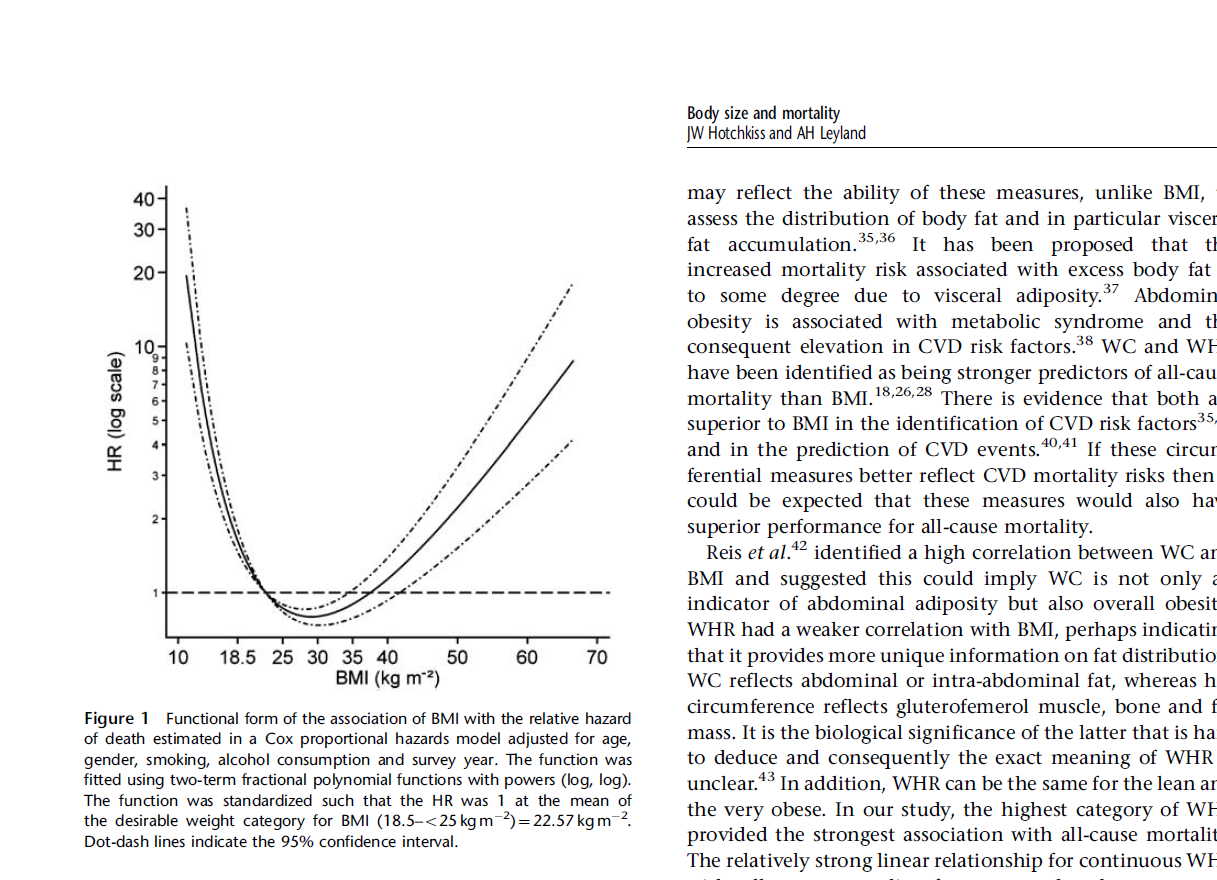 Body size and mortality
JW Hotchkiss and AH Leyland
40
30
20
10
9
8
7
6
5
4
3
2
1
HR (log scale)
10 18.5 25 30 35 40 50 60 70
BMI (kg m⁻²)
Figure 1 Functional form of the association of BMI with the relative hazard
of death estimated in a Cox proportional hazards model adjusted for age,
gender, smoking, alcohol consumption and survey year. The function was
fitted using two-term fractional polynomial functions with powers (log, log).
The function was standardized such that the HR was 1 at the mean of
the desirable weight category for BMI (18.5–<25 kg m⁻²)=22.57 kg m⁻².
Dot-dash lines indicate the 95% confidence interval.
may reflect the ability of these measures, unlike BMI,
assess the distribution of body fat and in particular viscer
fat accumulation.³⁵,³⁶ It has been proposed that th
increased mortality risk associated with excess body fat
to some degree due to visceral adiposity.³⁷ Abdomin
obesity is associated with metabolic syndrome and th
consequent elevation in CVD risk factors.³⁸ WC and WH
have been identified as being stronger predictors of all-cau
mortality than BMI.¹⁸,²⁶,²⁸ There is evidence that both a
superior to BMI in the identification of CVD risk factors³⁵,
and in the prediction of CVD events.⁴⁰,⁴¹ If these circum
ferential measures better reflect CVD mortality risks then
could be expected that these measures would also hav
superior performance for all-cause mortality.
Reis et al.⁴² identified a high correlation between WC an
BMI and suggested this could imply WC is not only a
indicator of abdominal adiposity but also overall obesit
WHR had a weaker correlation with BMI, perhaps indicatin
that it provides more unique information on fat distributio
WC reflects abdominal or intra-abdominal fat, whereas h
circumference reflects gluterofemerol muscle, bone and f
mass. It is the biological significance of the latter that is ha
to deduce and consequently the exact meaning of WHR
unclear.⁴³ In addition, WHR can be the same for the lean an
the very obese. In our study, the highest category of WH
provided the strongest association with all-cause mortalit
The relatively strong linear relationship for continuous WH